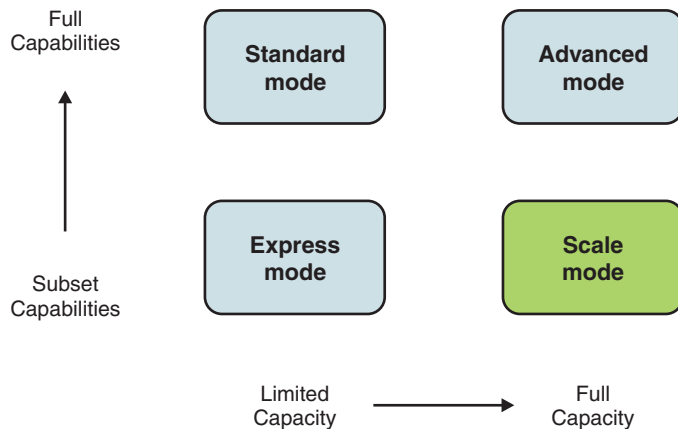 Full
Capabilities
Standard
mode
Advanced
mode
Express
mode
Scale
mode
Subset
Capabilities
Limited
Capacity
Full
Capacity